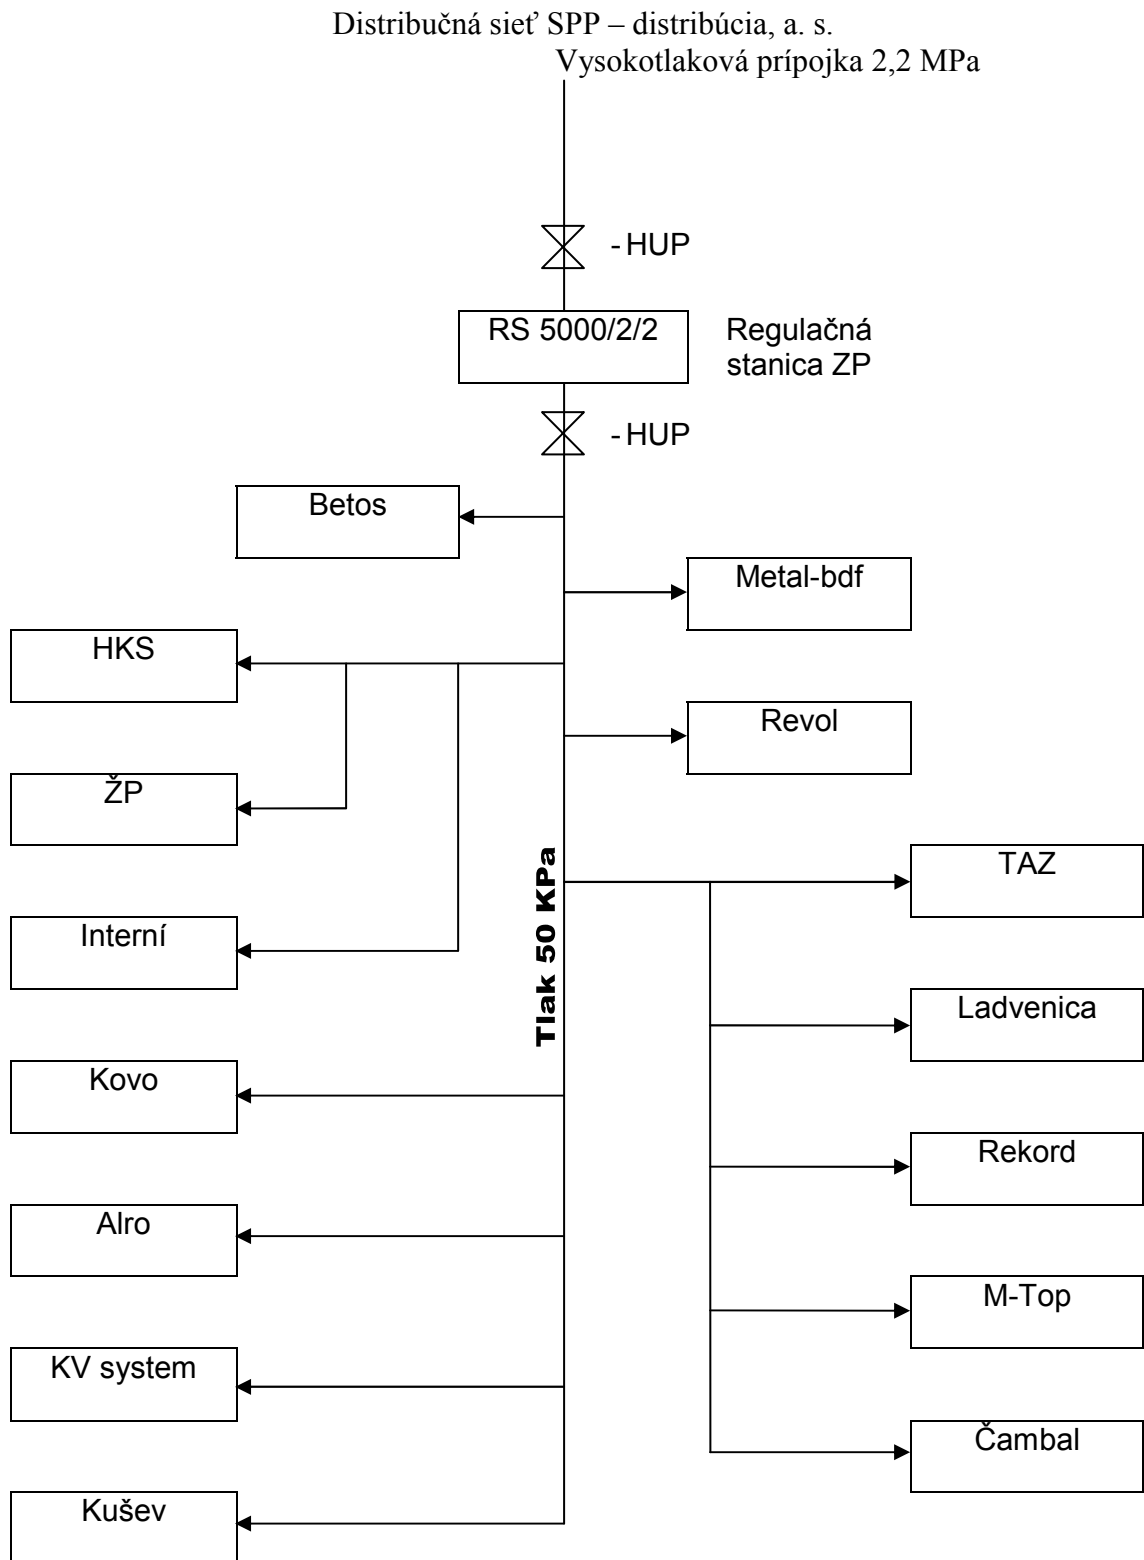 Distribučná sieť SPP – distribúcia, a. s.
Vysokotlaková prípojka 2,2 MPa
- HUP
RS 5000/2/2
Regulačná
stanica ZP
- HUP
Betos
Metal-bdf
HKS
Revol
ŽP
TAZ
Interní
Tlak 50 KPa
Ladvenica
Kovo
Rekord
Alro
M-Top
KV system
Čambal
Kušev